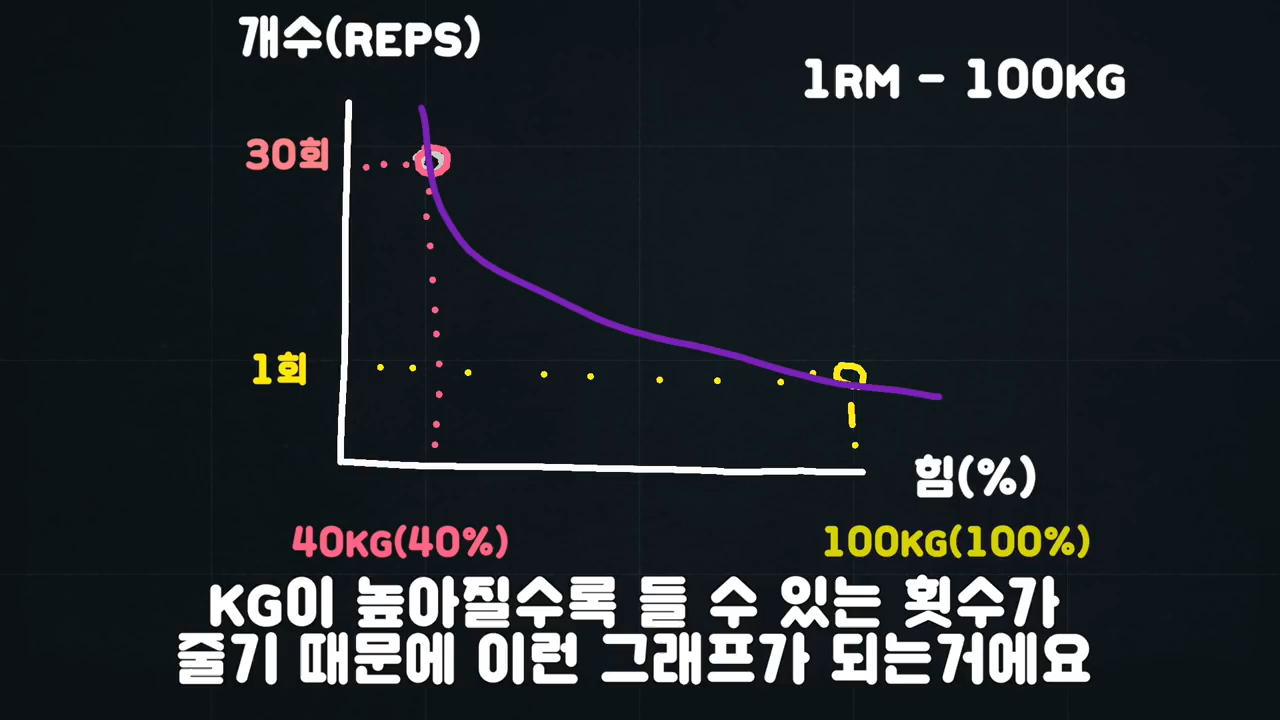 개수(REPS)
1RM - 100KG
30회
1회
힘(%)
40KG(40%)
100KG(100%)
KG이 높아질수록 들 수 있는 횟수가
줄기 때문에 이런 그래프가 되는거에요